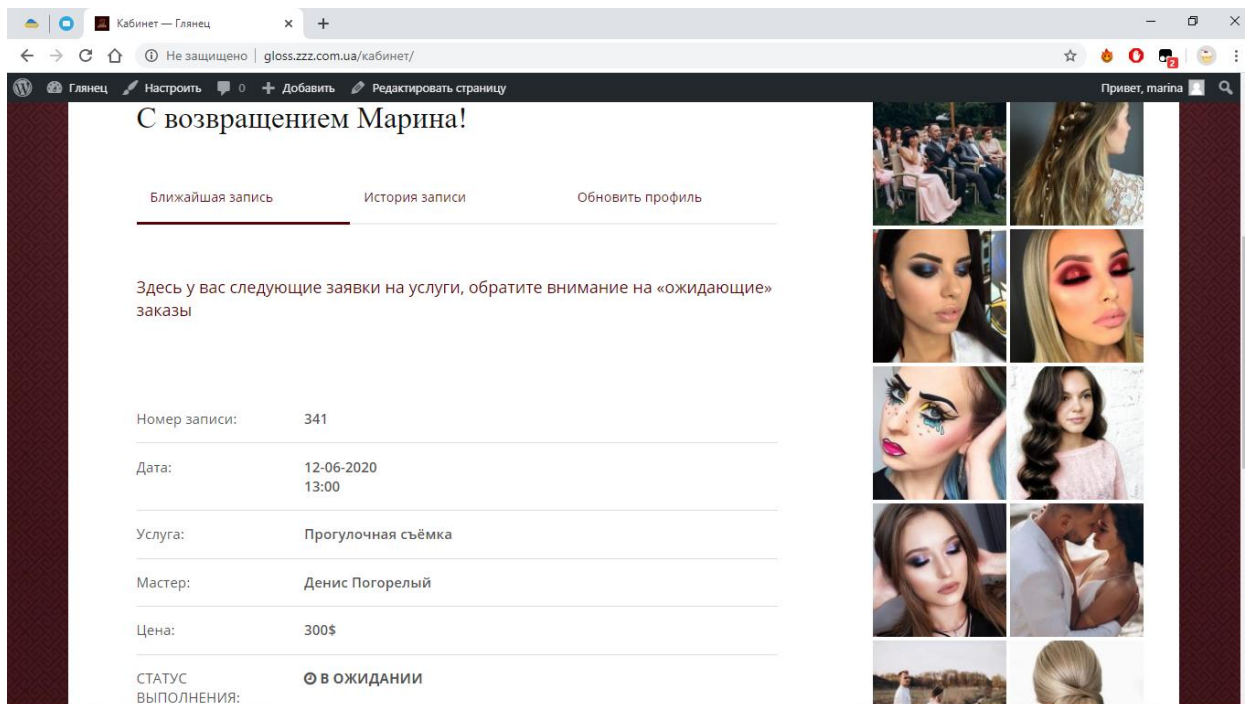 Кабинет — Глянец
Не защищено | gloss.zzz.com.ua/кабинет/
2
Глянец Настроить 0 Добавить Редактировать страницу Привет, marina
С возвращением Марина!
Ближайшая запись История записи Обновить профиль
Здесь у вас следующие заявки на услуги, обратите внимание на «ожидающие»
заказы
Номер записи: 341
Дата: 12-06-2020
13:00
Услуга: Прогулочная съёмка
Мастер: Денис Погорелый
Цена: 300$
СТАТУС В ОЖИДАНИИ
ВЫПОЛНЕНИЯ: